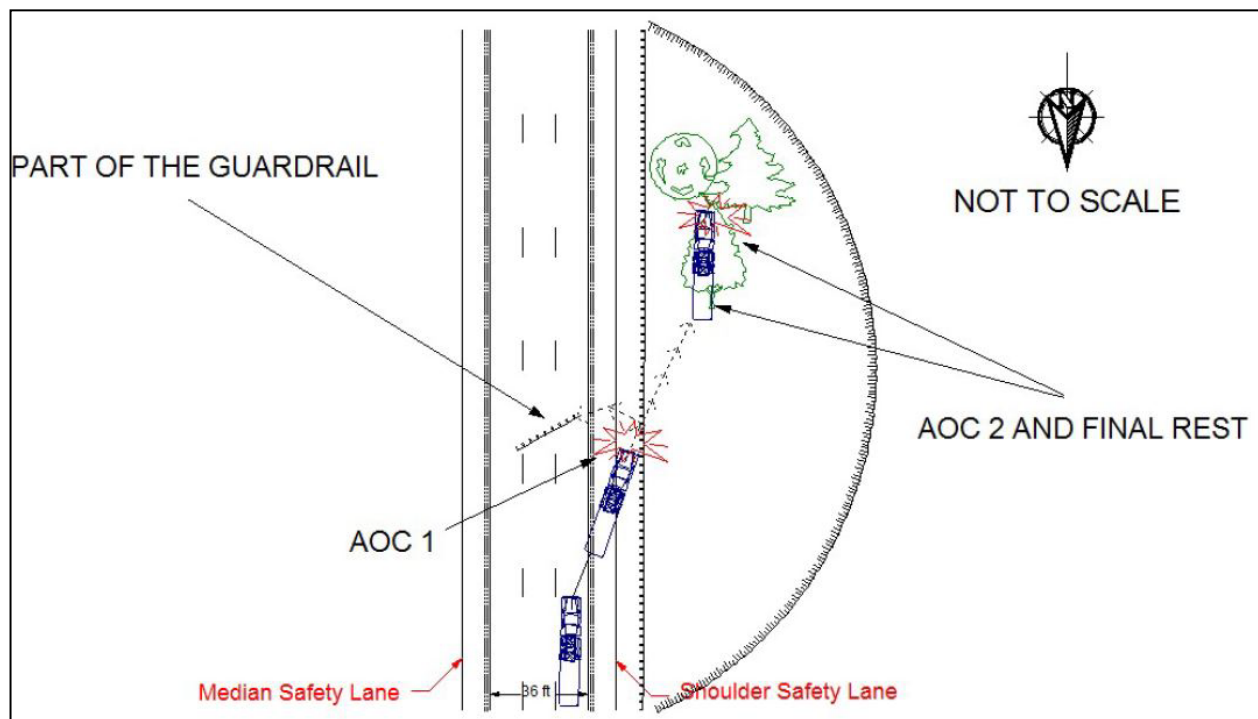 N
NOT TO SCALE
PART OF THE GUARDRAIL
AOC 2 AND FINAL REST
AOC 1
Median Safety Lane
36 ft
Shoulder Safety Lane